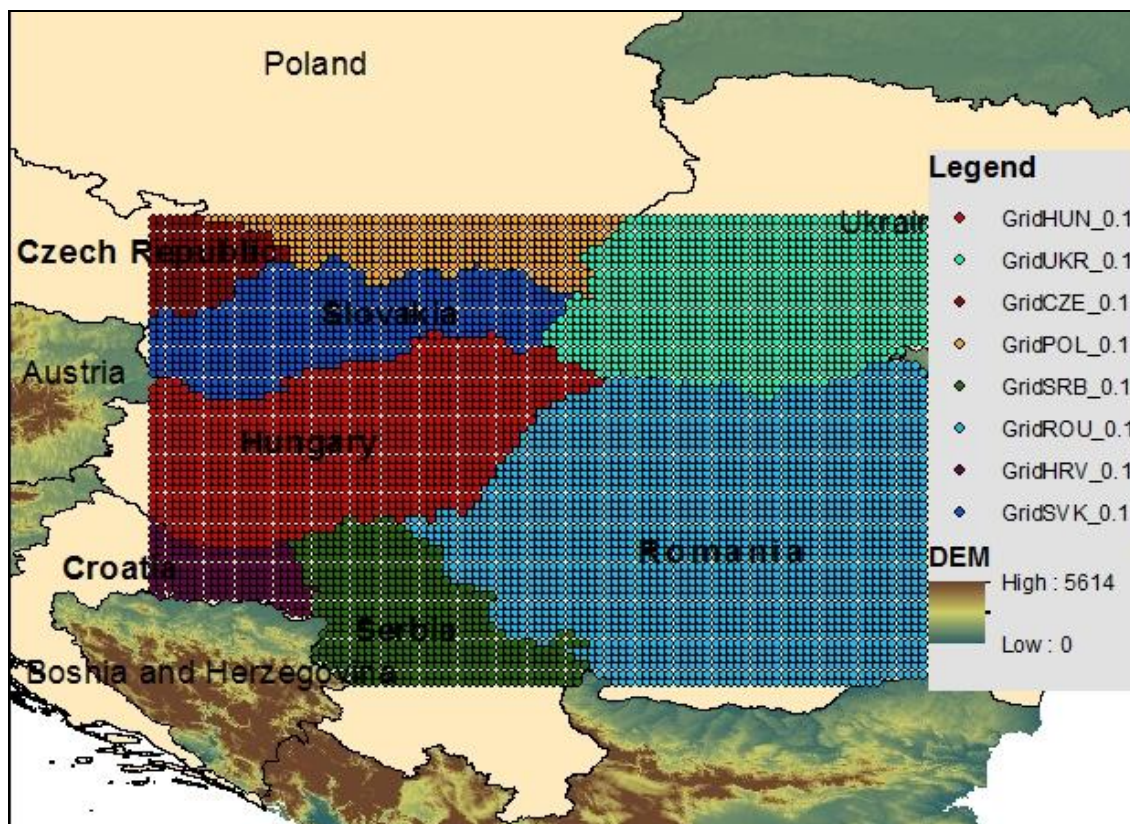 Poland
Legend
GridHUN_0.1
Ukrain
Czech Republic
GridUKR_0.1
GridCZE_0.1
Slovakia
GridPOL_0.1
Austria
GridSRB_0.1
Hungary
GridROU_0.1
GridHRV_0.1
GridSVK_0.1
Romania
DEM
Croatia
High : 5614
Serbia
Low : 0
Boshia and Herzegovina